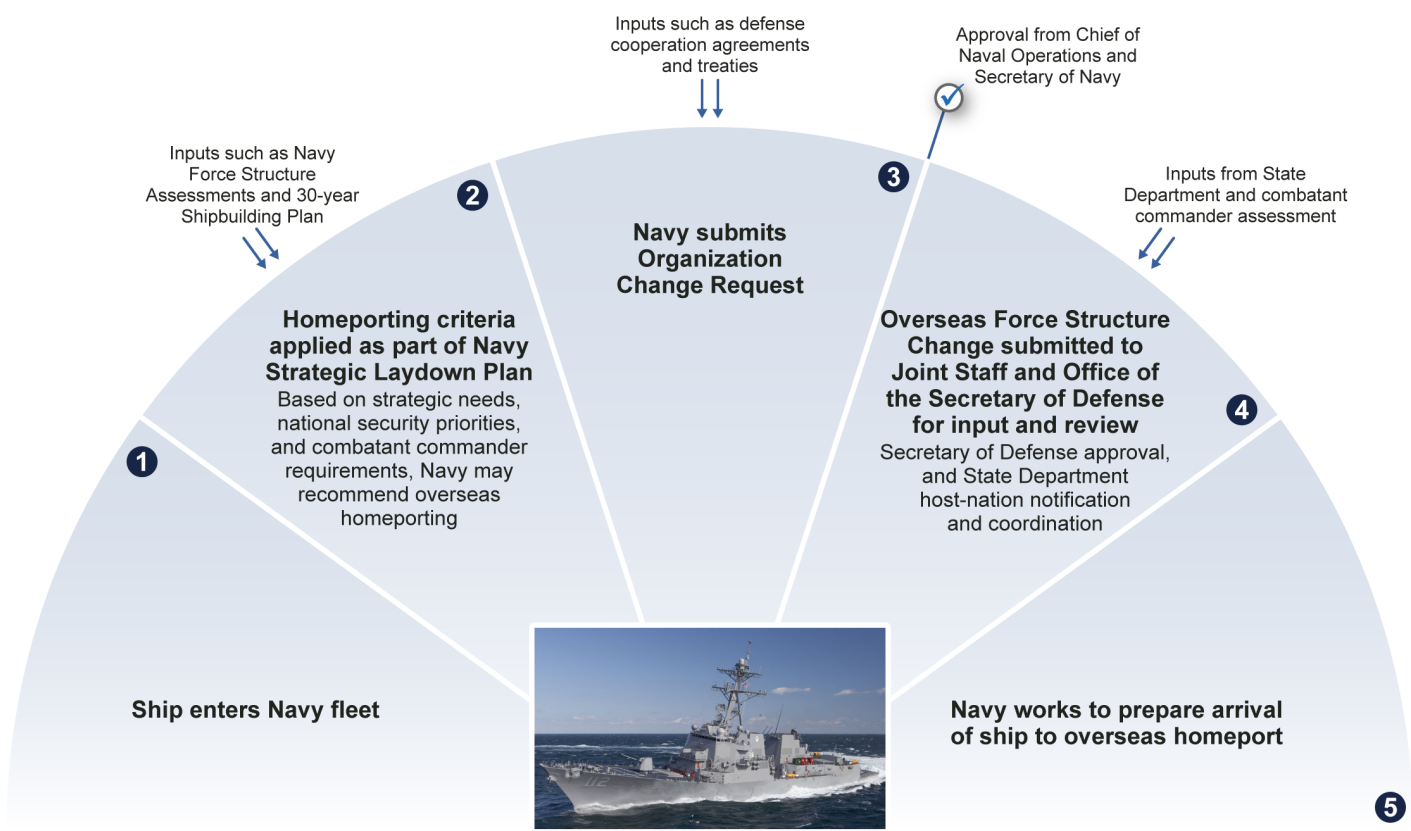 Inputs such as defense
cooperation agreements
and treaties
Approval from Chief of
Naval Operations and
Secretary of Navy
Inputs such as Navy
Force Structure
Assessments and 30-year
Shipbuilding Plan
Inputs from State
Department and combatant
commander assessment
1
Ship enters Navy fleet
2
Homeporting criteria
applied as part of Navy
Strategic Laydown Plan
Based on strategic needs,
national security priorities,
and combatant commander
requirements, Navy may
recommend overseas
homeporting
3
Navy submits
Organization
Change Request
4
Overseas Force Structure
Change submitted to
Joint Staff and Office of
the Secretary of Defense
for input and review
Secretary of Defense approval,
and State Department
host-nation notification
and coordination
Navy works to prepare arrival
of ship to overseas homeport
5
112